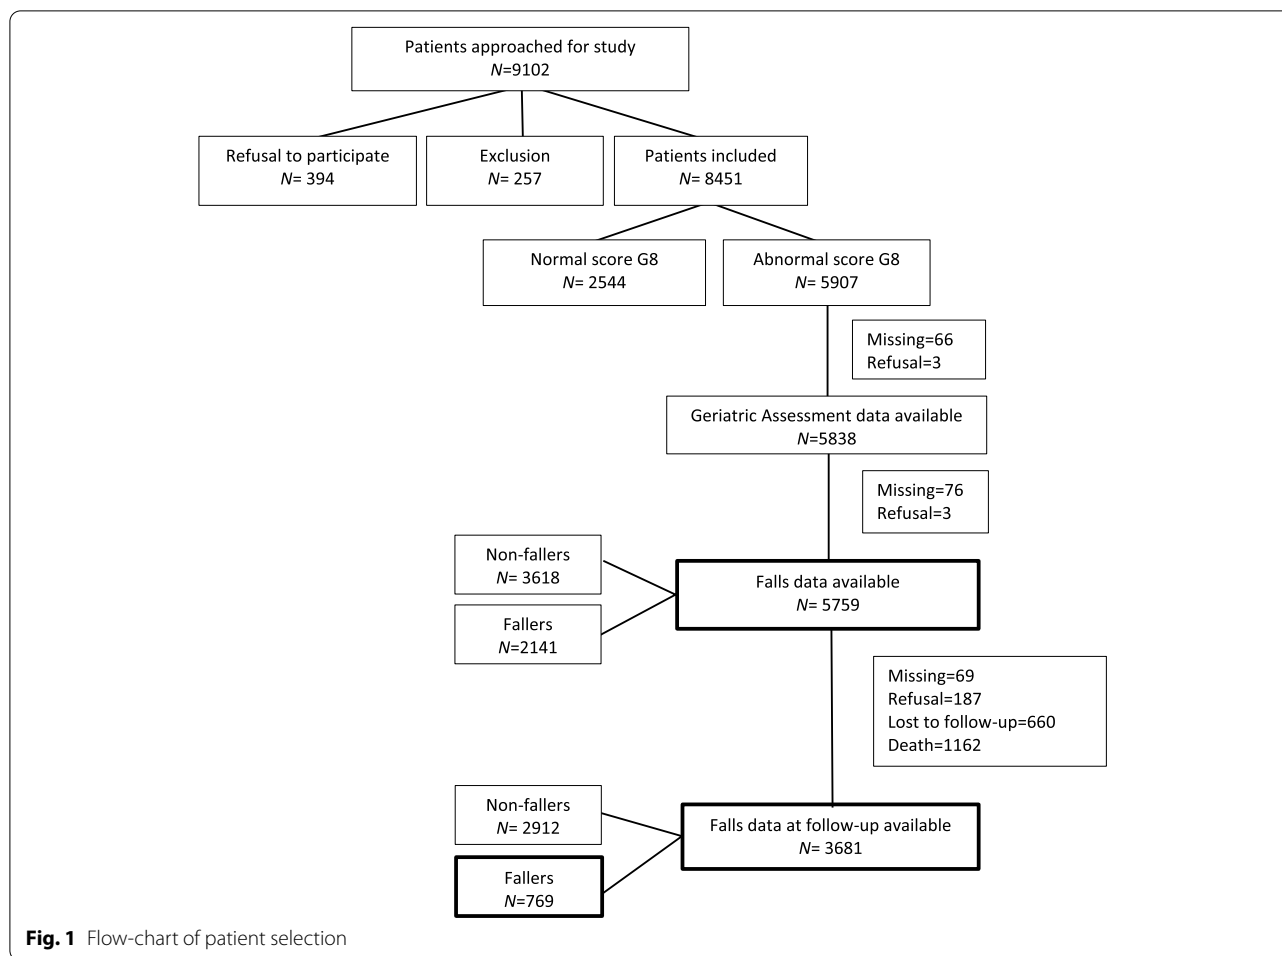 Patients approached for study
N=9102
Refusal to participate
N= 394
Exclusion
N= 257
Patients included
N= 8451
Normal score G8
N= 2544
Abnormal score G8
N= 5907
Missing=66
Refusal=3
Geriatric Assessment data available
N=5838
Missing=76
Refusal=3
Non-fallers
N= 3618
Fallers
N=2141
Falls data available
N= 5759
Missing=69
Refusal=187
Lost to follow-up=660
Death=1162
Non-fallers
N= 2912
Fallers
N=769
Falls data at follow-up available
N= 3681
Fig. 1 Flow-chart of patient selection